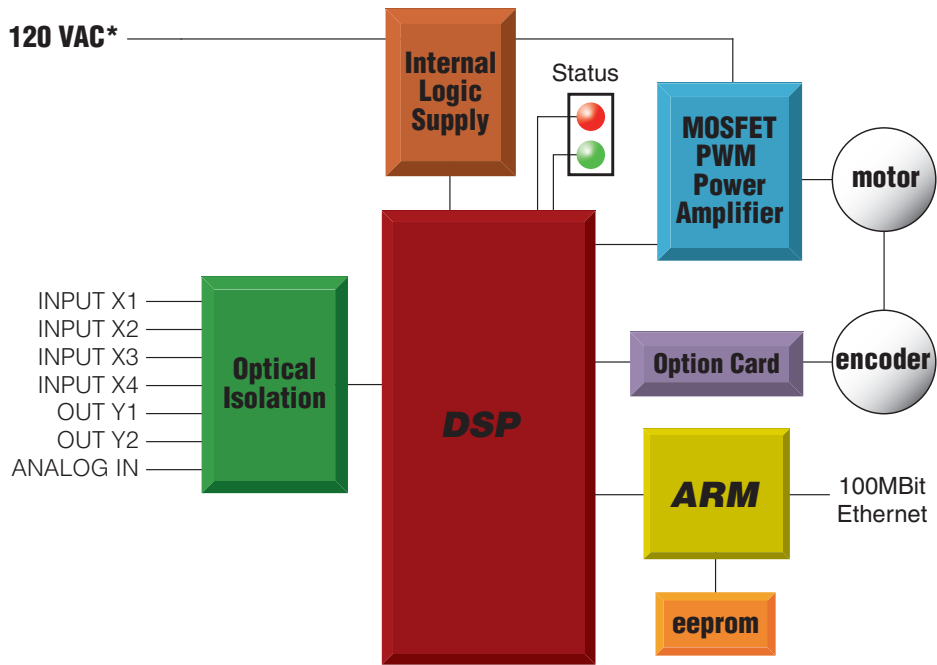 120 VAC*
Internal
Logic
Supply
Status
MOSFET
PWM
Power
Amplifier
motor
INPUT X1
INPUT X2
INPUT X3
INPUT X4
OUT Y1
OUT Y2
ANALOG IN
Optical
Isolation
DSP
Option Card
encoder
ARM
100MBit
Ethernet
eeprom